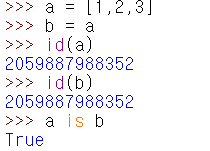 >>> a = [1,2,3]
>>> b = a
>>> id(a)
2059887988352
>>> id(b)
2059887988352
>>> a is b
True